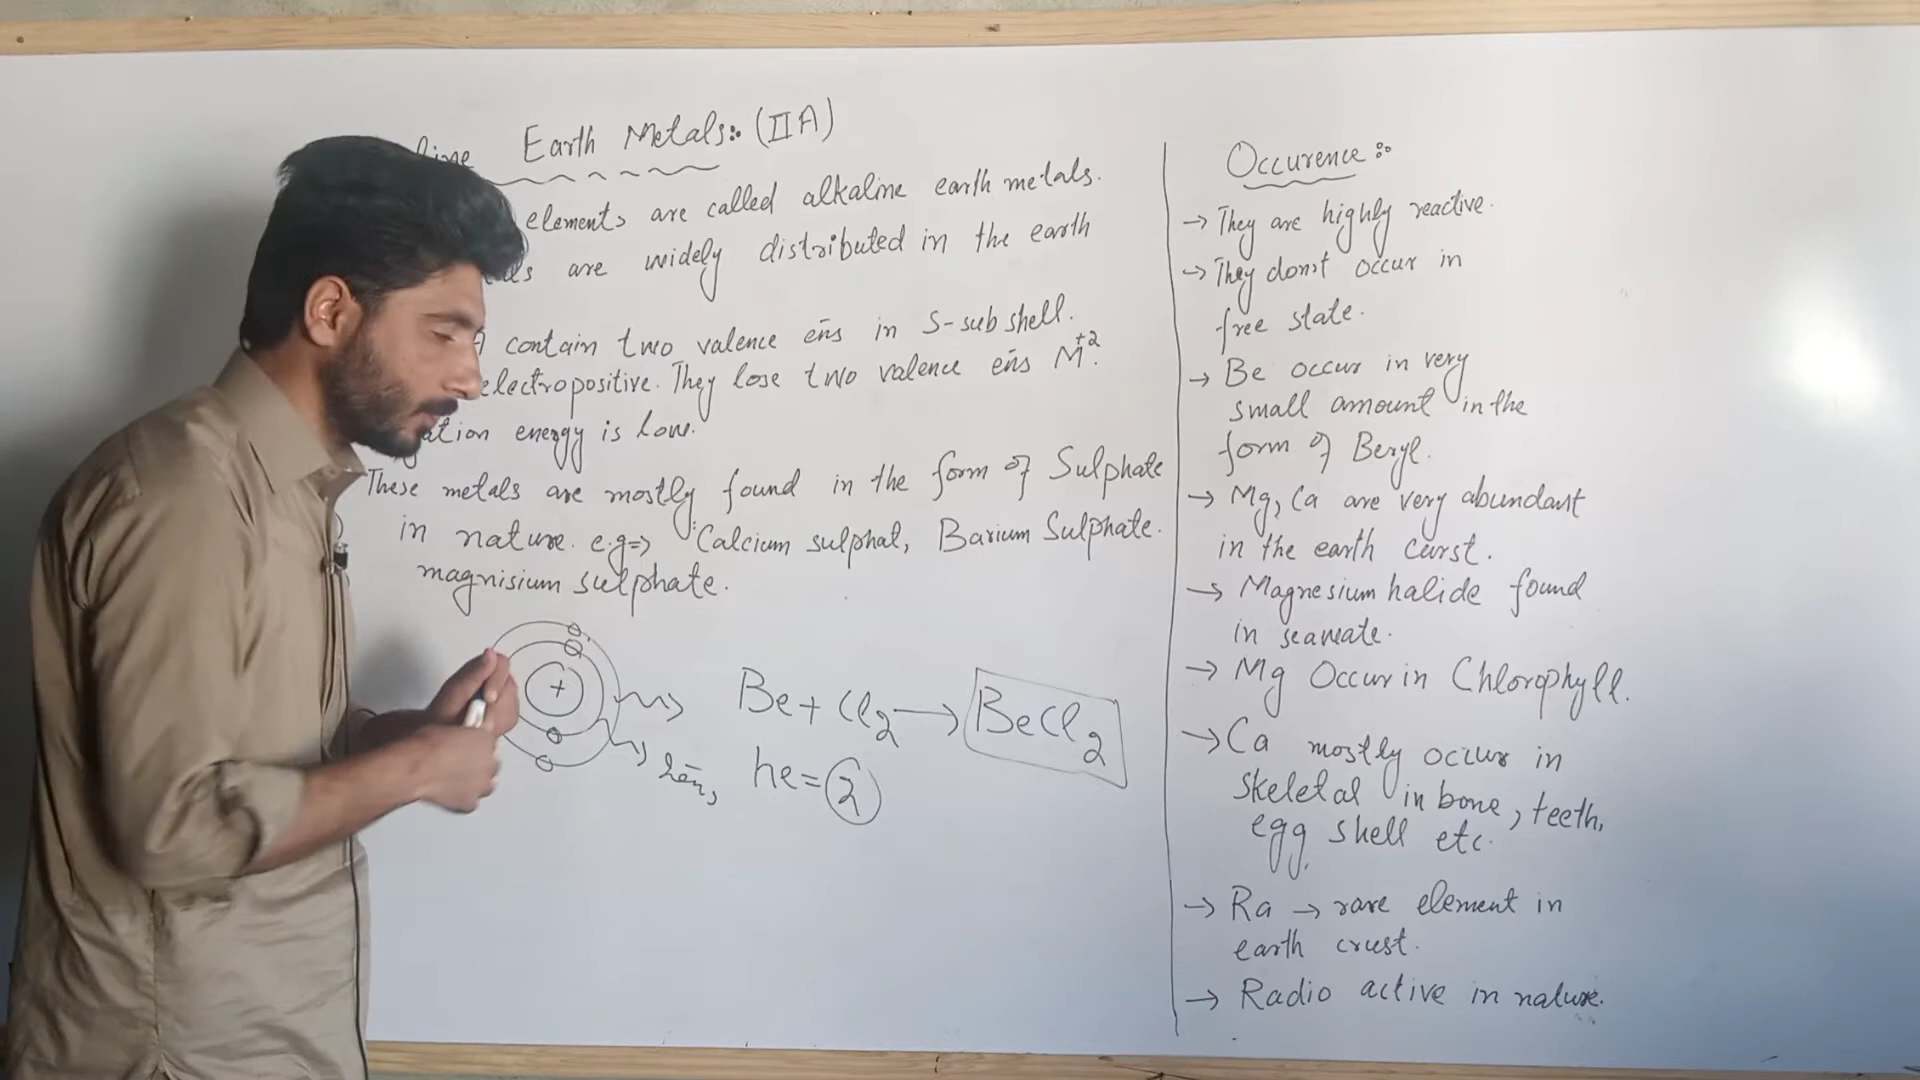 Earth Metals: (IIA)
elements are called alkaline earth metals.
are widely distributed in the earth
contain two valence ēns in S-subshell.
electropositive. They lose two valence ēns M+2.
ation energy is low.
These metals are mostly found in the form of Sulphate
in nature. e.g=> Calcium sulphat, Barium Sulphate.
magnisium sulphate.
+
Be + Cl2 → BeCl2
he = 2
Occurence :
→ They are highly reactive.
→ They don't occur in
free state.
→ Be occur in very
small amount in the
form of Beryl.
→ Mg, Ca are very abundant
in the earth curst.
→ Magnesium halide found
in seawate.
→ Mg Occur in Chlorophyll.
→ Ca mostly occur in
skeletal in bone, teeth,
egg shell etc.
→ Ra → rare element in
earth crust.
→ Radio active in nature.